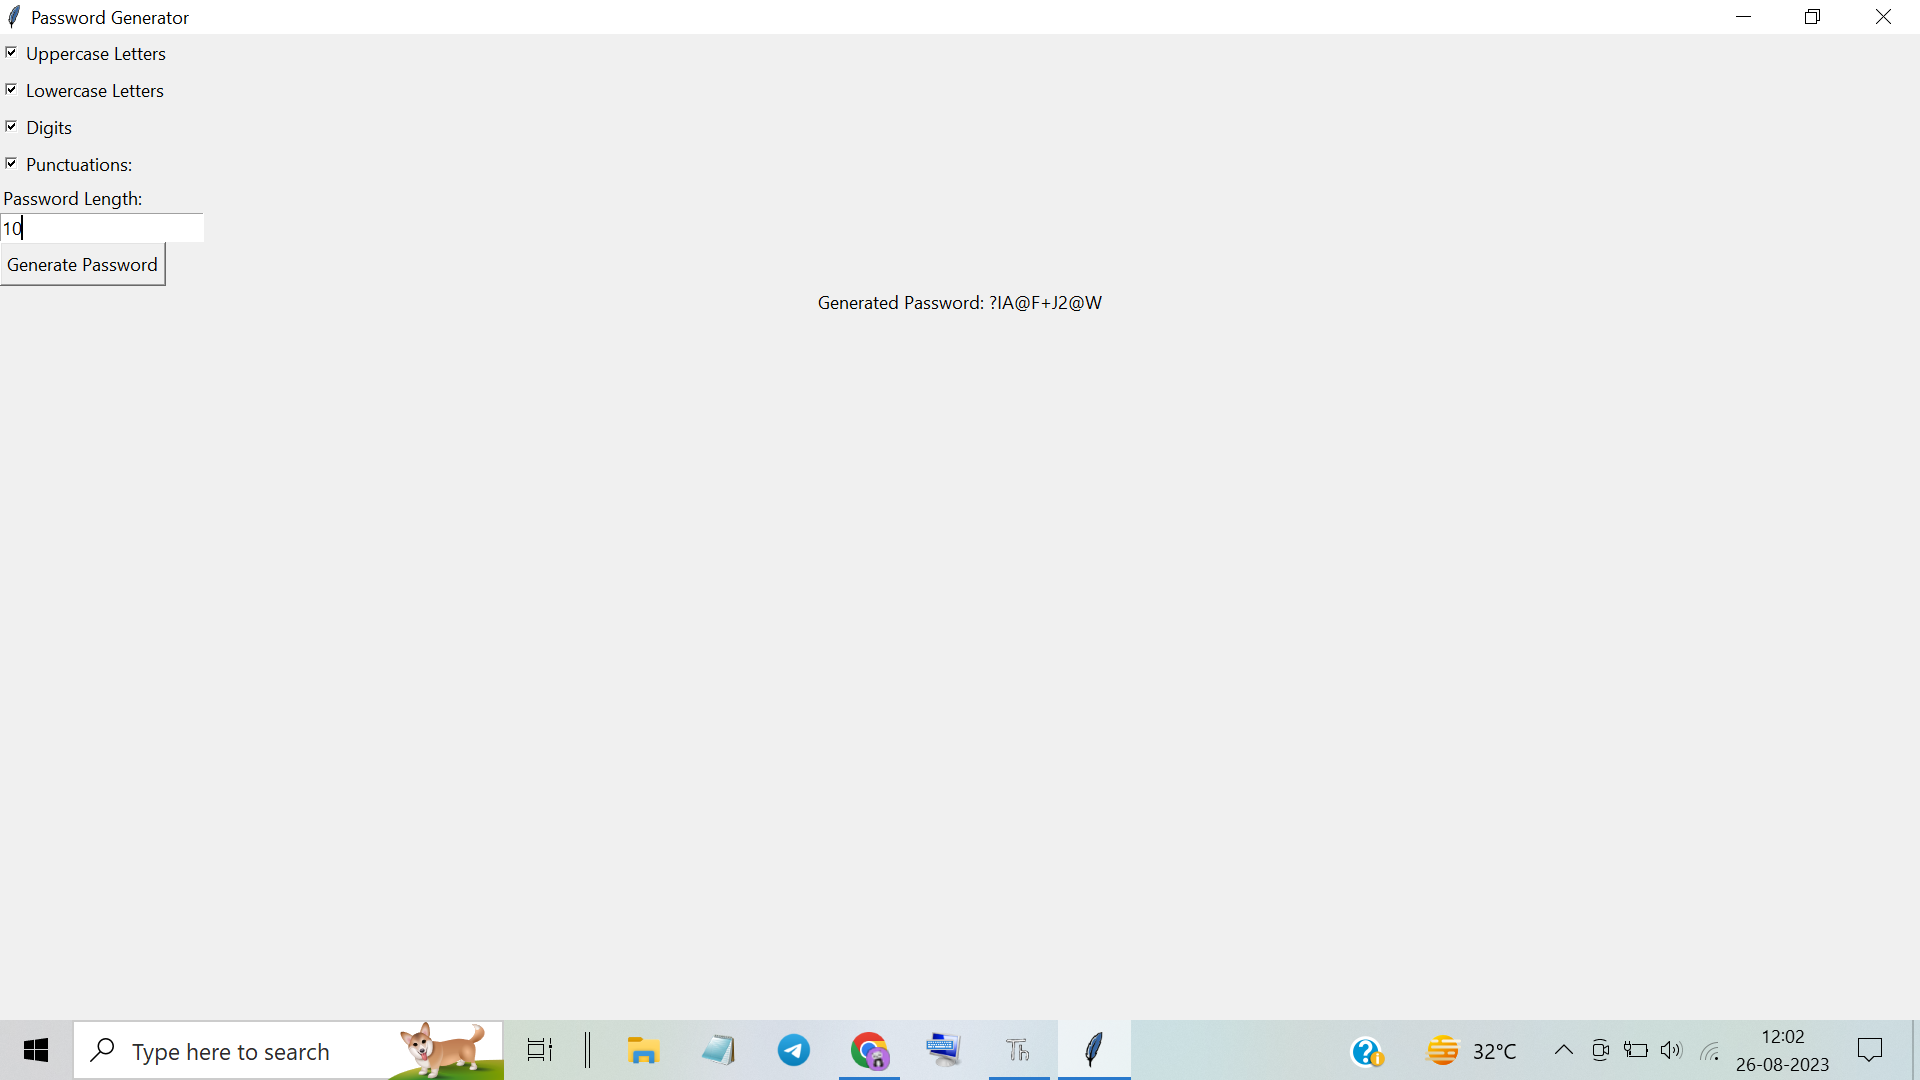 Password Generator
Uppercase Letters
Lowercase Letters
Digits
Punctuations:
Password Length:
10
Generate Password
Generated Password: ?IA@F+J2@W
Type here to search
Th
32°C
12:02
26-08-2023